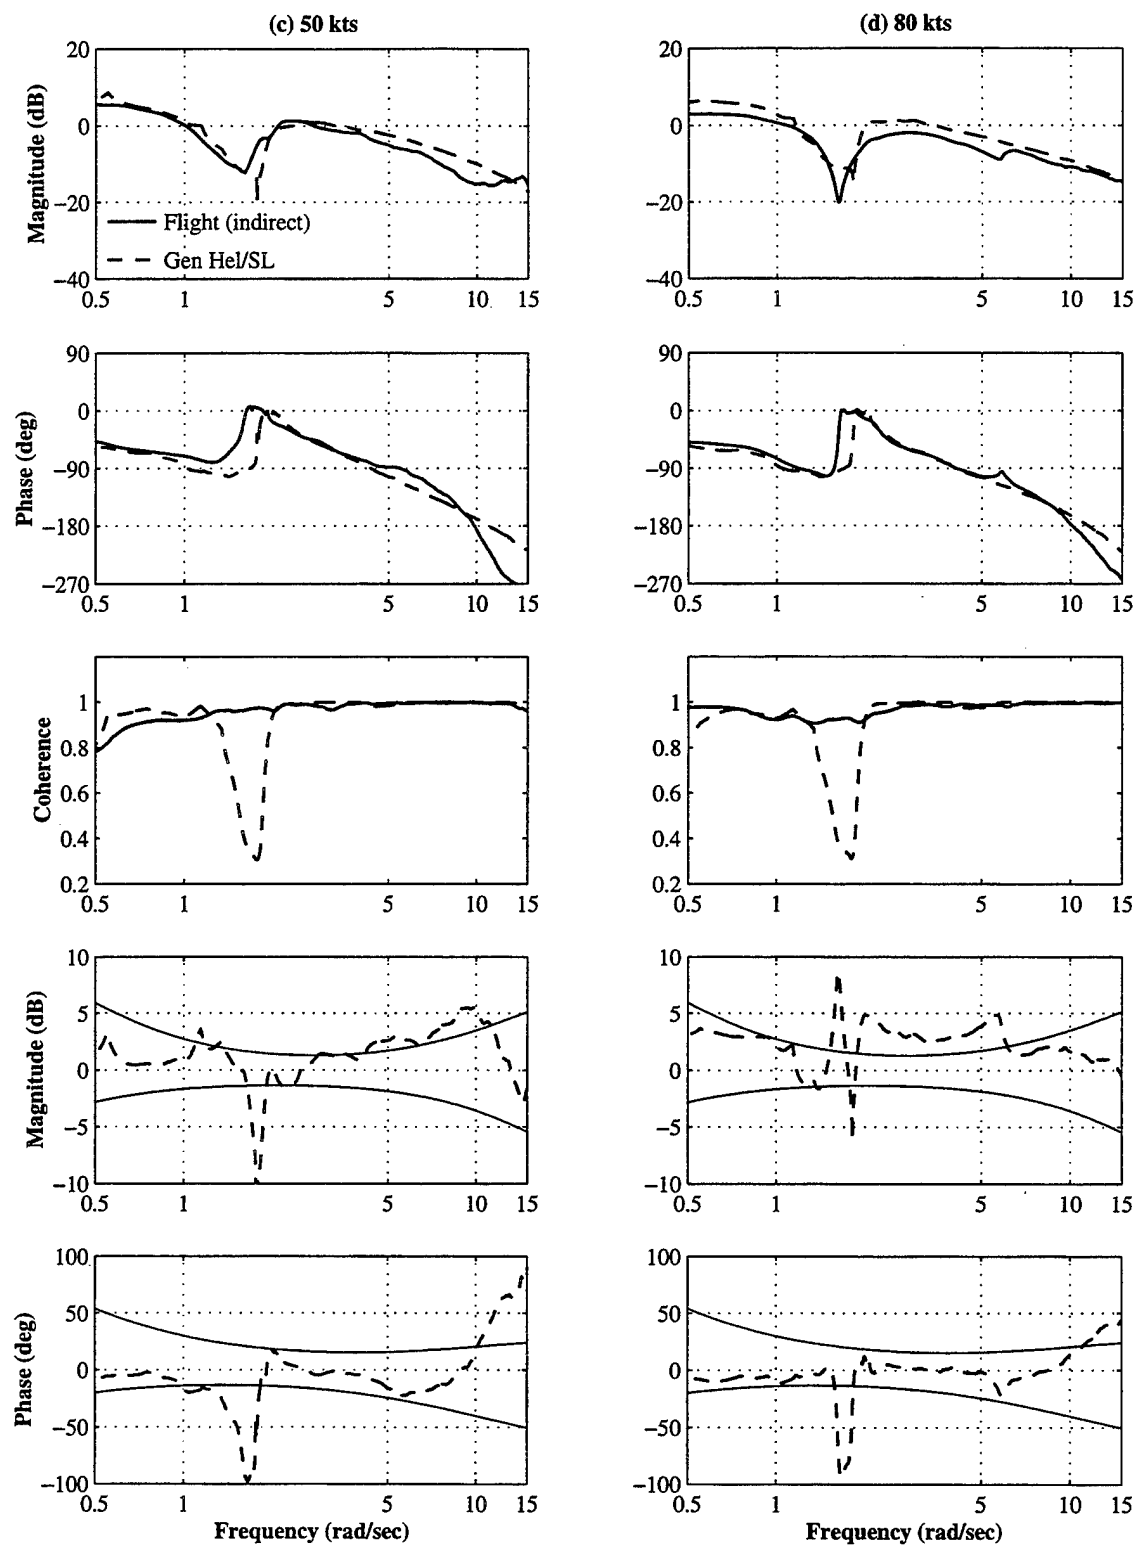 (c) 50 kts
Magnitude (dB)
20
0
−20
−40
Flight (indirect)
Gen Hel/SL
0.5 1 5 10 15
Phase (deg)
90
0
−90
−180
−270
0.5 1 5 10 15
Coherence
1
0.8
0.6
0.4
0.2
0.5 1 5 10 15
Magnitude (dB)
10
5
0
−5
−10
0.5 1 5 10 15
Phase (deg)
100
50
0
−50
−100
0.5 1 5 10 15
Frequency (rad/sec)
(d) 80 kts
20
0
−20
−40
0.5 1 5 10 15
90
0
−90
−180
−270
0.5 1 5 10 15
1
0.8
0.6
0.4
0.2
0.5 1 5 10 15
10
5
0
−5
−10
0.5 1 5 10 15
100
50
0
−50
−100
0.5 1 5 10 15
Frequency (rad/sec)